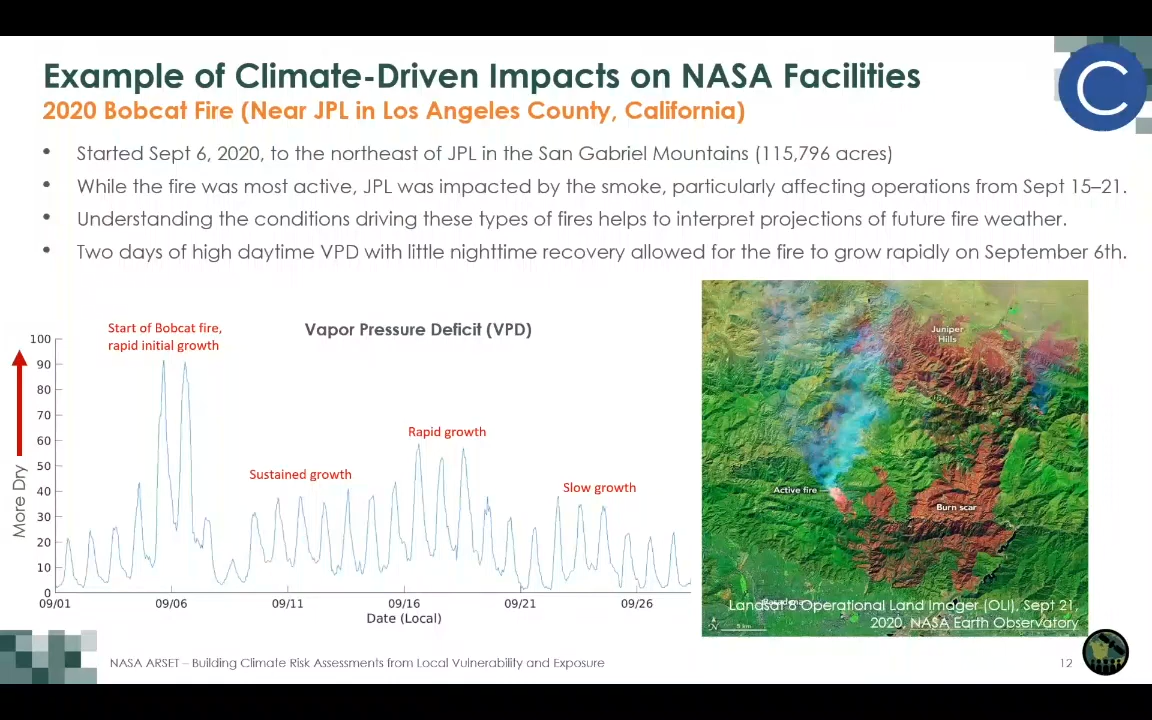 Example of Climate-Driven Impacts on NASA Facilities
2020 Bobcat Fire (Near JPL in Los Angeles County, California)
C
• Started Sept 6, 2020, to the northeast of JPL in the San Gabriel Mountains (115,796 acres)
• While the fire was most active, JPL was impacted by the smoke, particularly affecting operations from Sept 15–21.
• Understanding the conditions driving these types of fires helps to interpret projections of future fire weather.
• Two days of high daytime VPD with little nighttime recovery allowed for the fire to grow rapidly on September 6th.
Vapor Pressure Deficit (VPD)
Start of Bobcat fire,
rapid initial growth
Sustained growth
Rapid growth
Slow growth
More Dry
100
90
80
70
60
50
40
30
20
10
0
09/01 09/06 09/11 09/16 09/21 09/26
Date (Local)
Juniper
Hills
Active fire
Burn scar
N
5 km
Landsat 8 Operational Land Imager (OLI), Sept 21,
2020, NASA Earth Observatory
NASA ARSET – Building Climate Risk Assessments from Local Vulnerability and Exposure
12